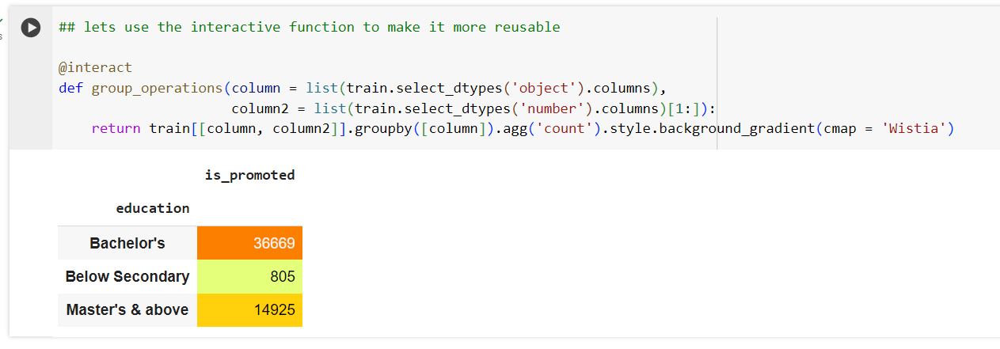 ## lets use the interactive function to make it more reusable
@interact
def group_operations(column = list(train.select_dtypes('object').columns),
                     column2 = list(train.select_dtypes('number').columns)[1:]):
    return train[[column, column2]].groupby([column]).agg('count').style.background_gradient(cmap = 'Wistia')
is_promoted
education
Bachelor's 36669
Below Secondary 805
Master's & above 14925